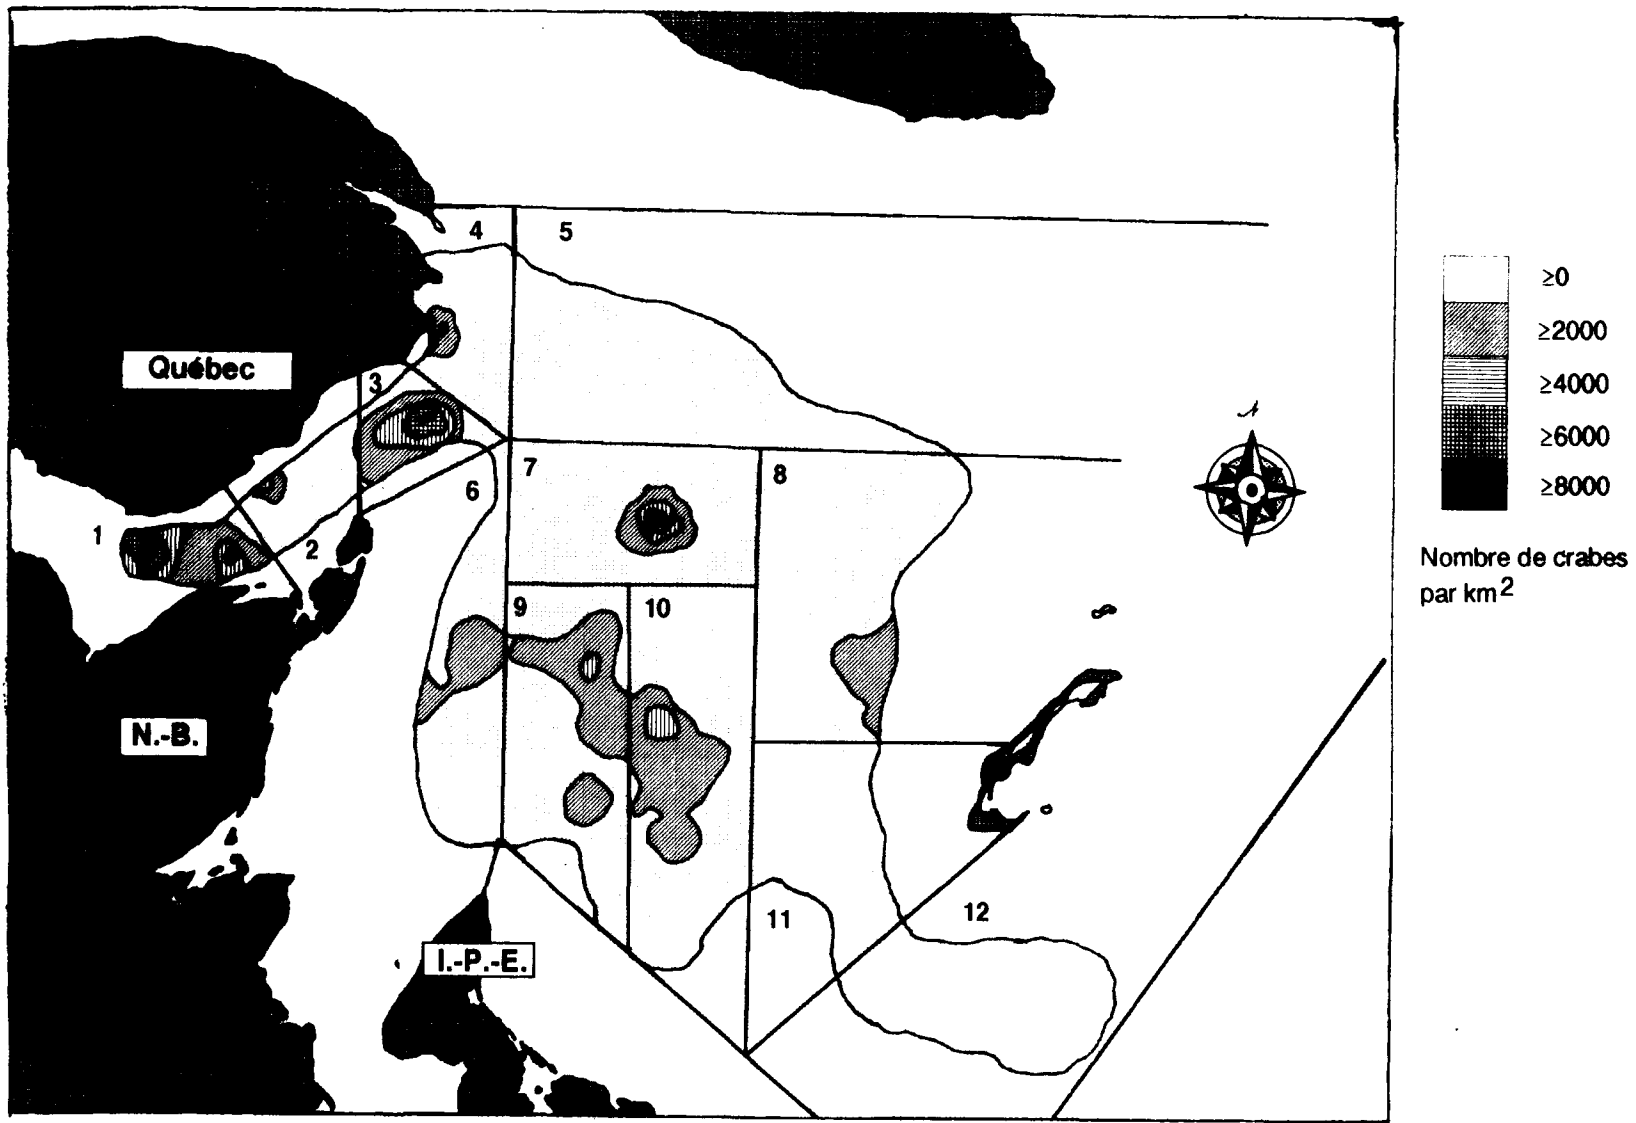 4
5
Québec
3
7
8
6
1
2
9
10
N.-B.
11
12
I.-P.-E.
N
≥0
≥2000
≥4000
≥6000
≥8000
Nombre de crabes
par km2